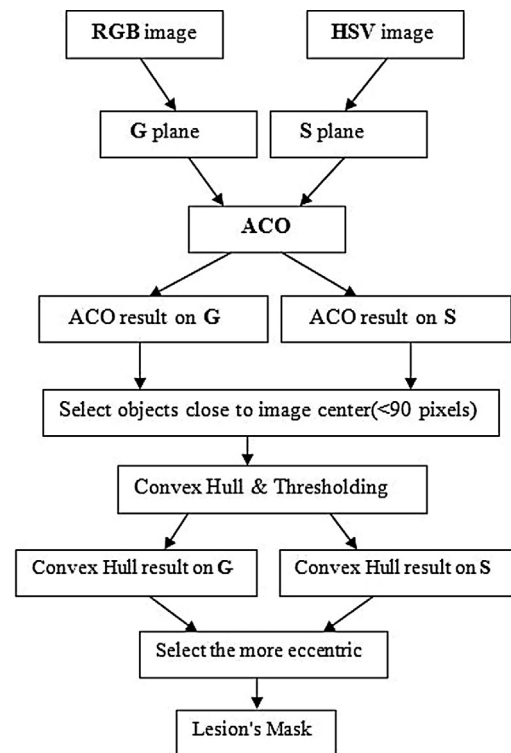 RGB image
HSV image
G plane
S plane
ACO
ACO result on G
ACO result on S
Select objects close to image center(<90 pixels)
Convex Hull & Thresholding
Convex Hull result on G
Convex Hull result on S
Select the more eccentric
Lesion's Mask